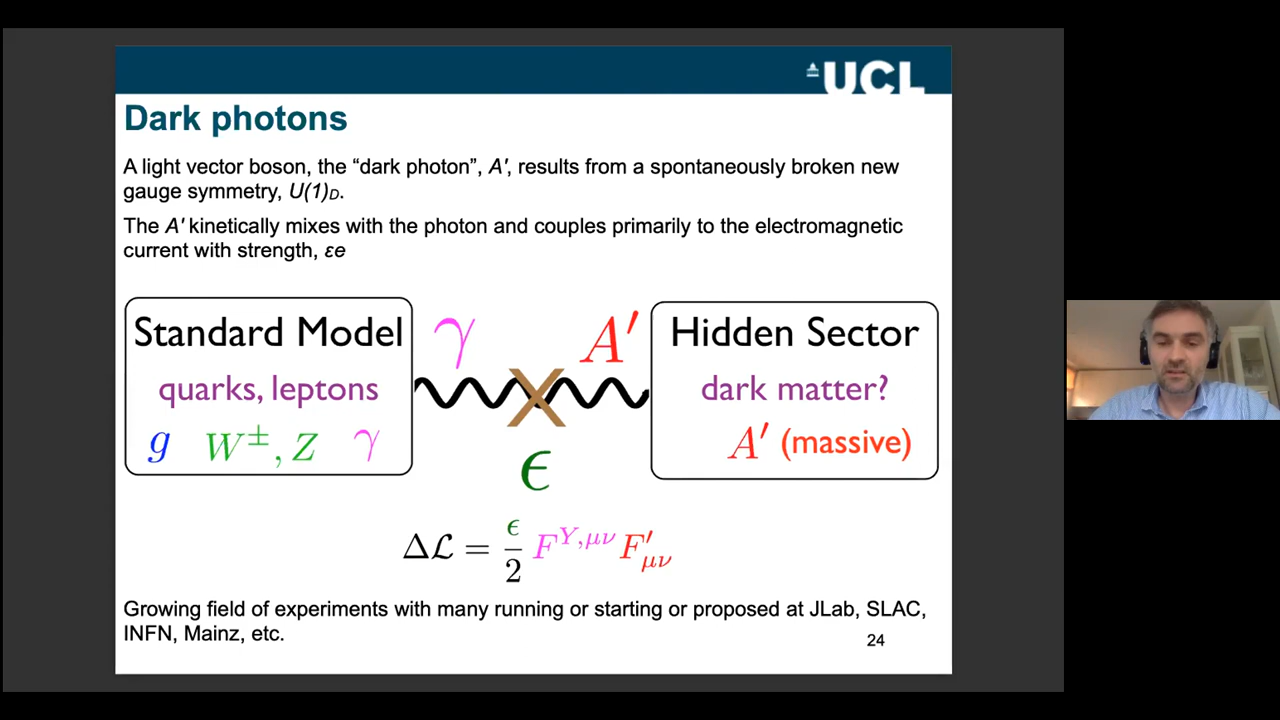 UCL
Dark photons
A light vector boson, the “dark photon”, A′, results from a spontaneously broken new
gauge symmetry, U(1)D.
The A′ kinetically mixes with the photon and couples primarily to the electromagnetic
current with strength, εe
Standard Model
quarks, leptons
g W±, Z γ
γ A′
ϵ
Hidden Sector
dark matter?
A′ (massive)
Δℒ = ϵ/2 F^{Y,μν} F′_{μν}
Growing field of experiments with many running or starting or proposed at JLab, SLAC,
INFN, Mainz, etc.
24